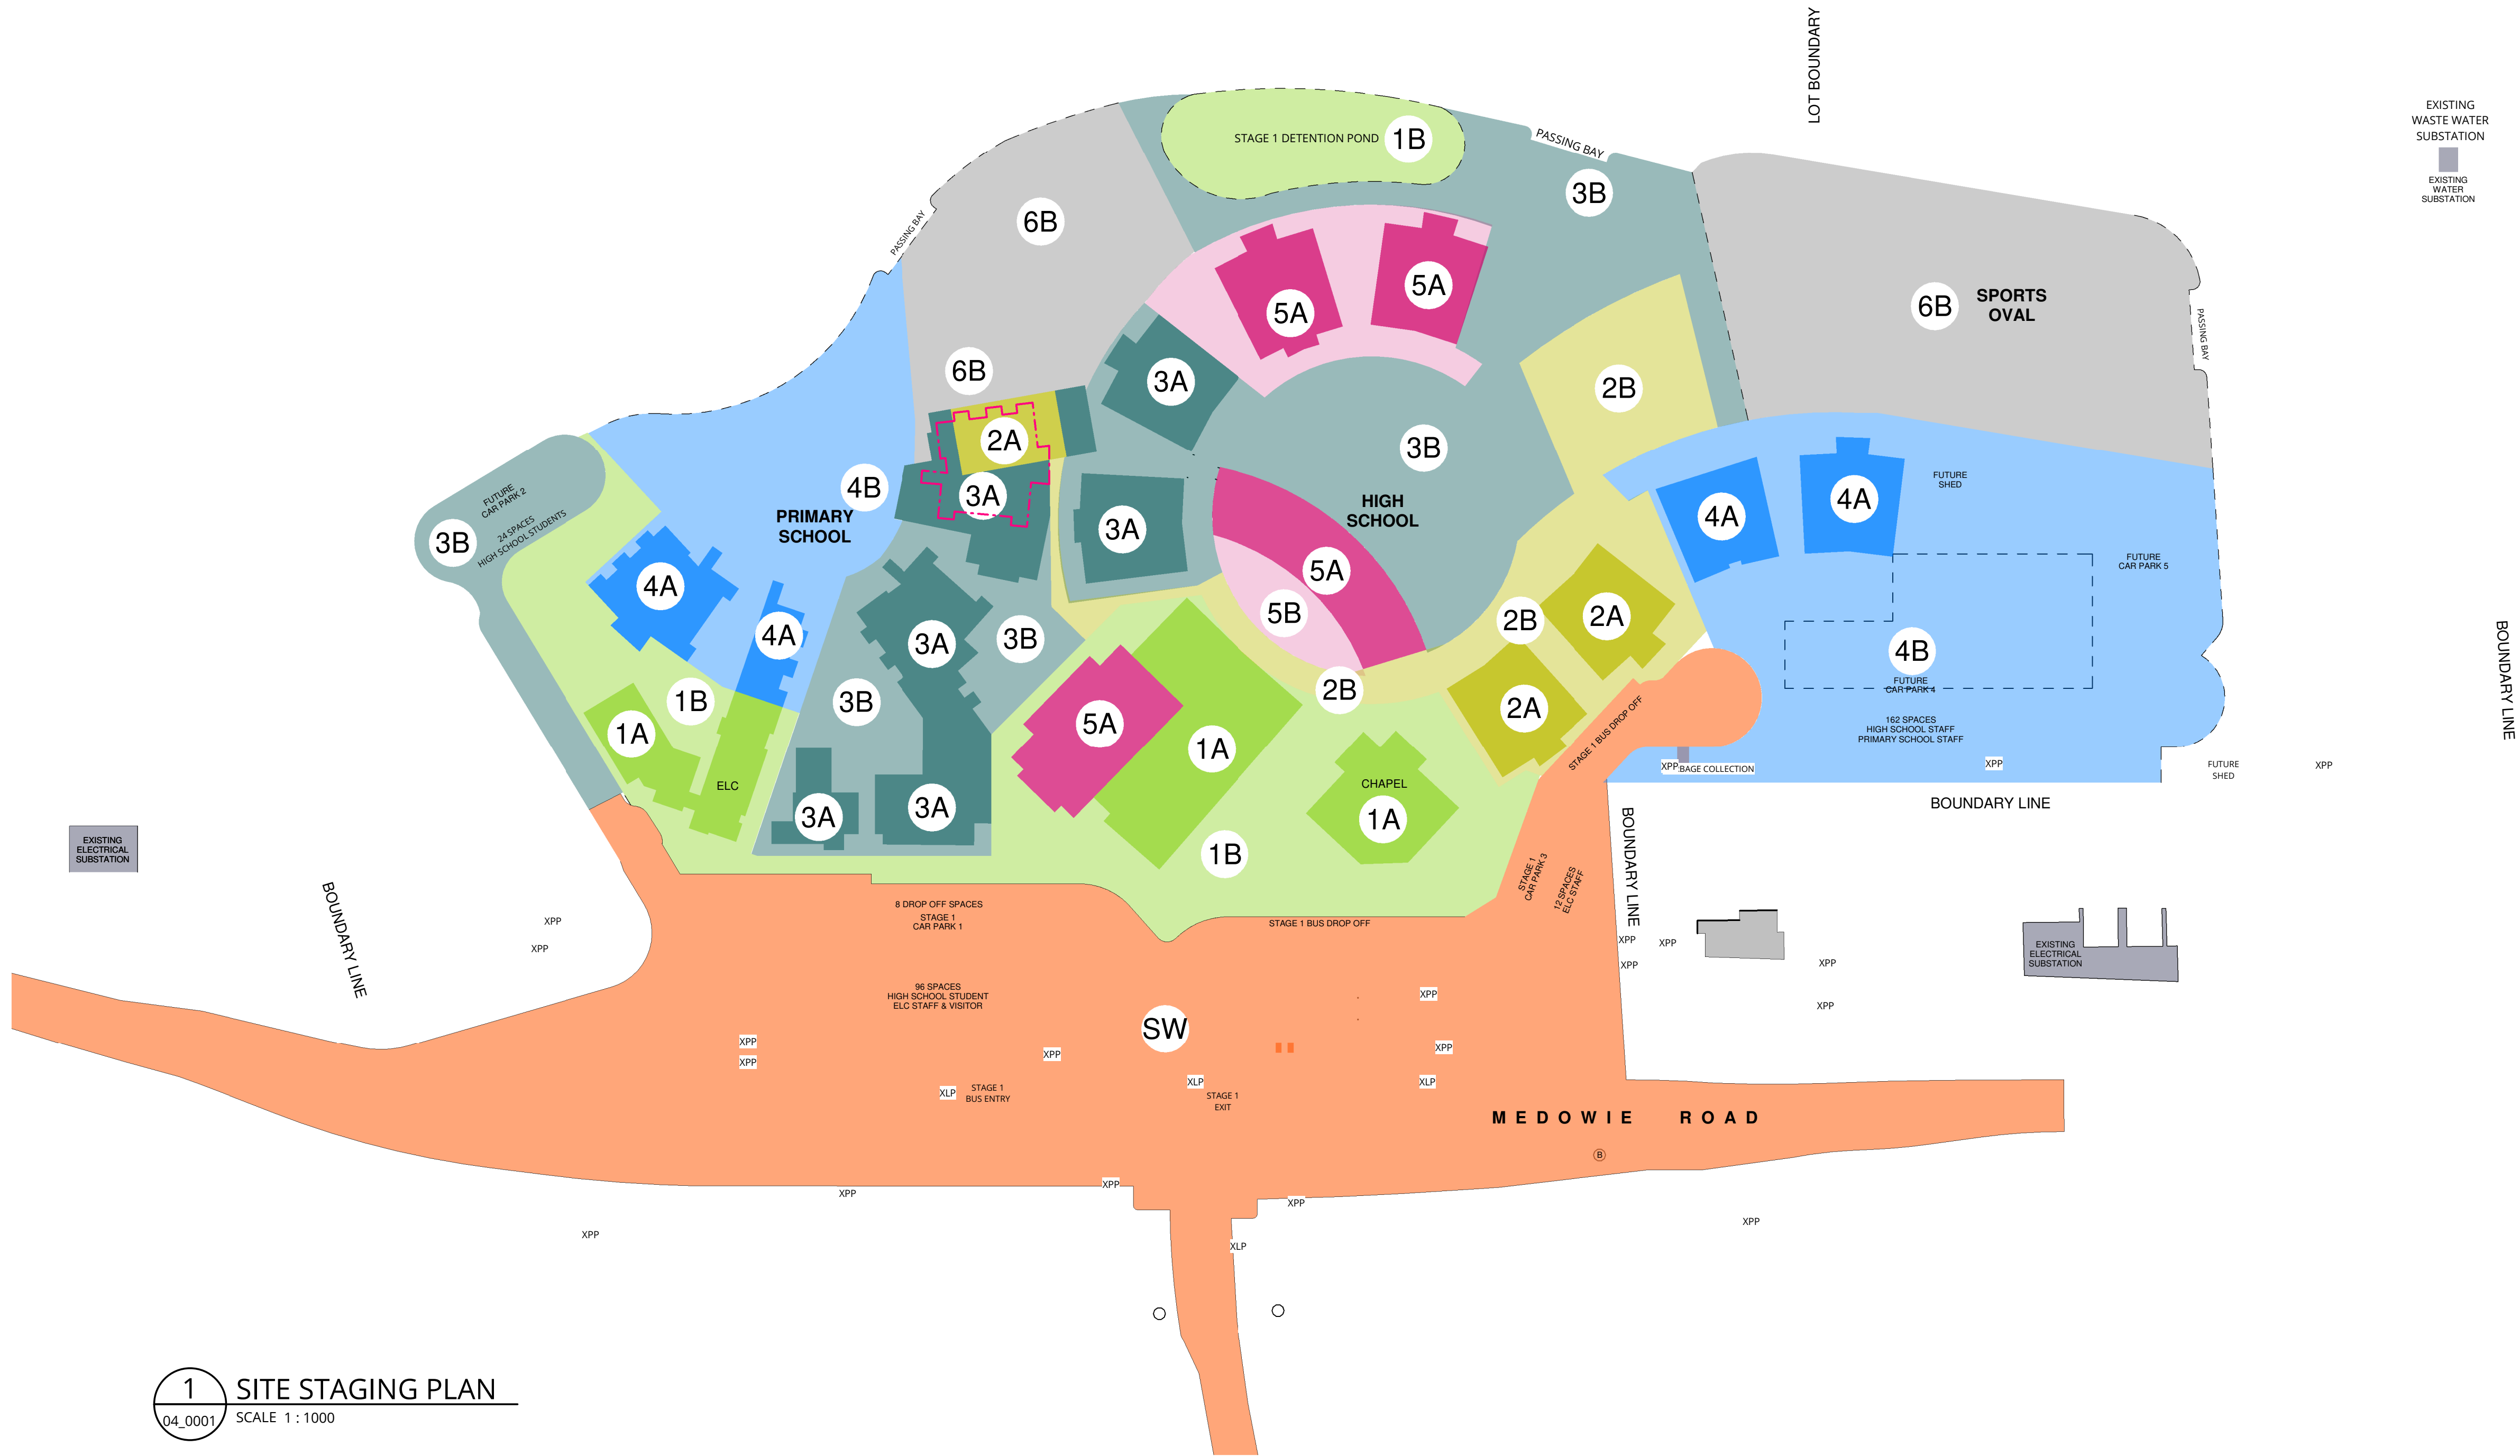 LOT BOUNDARY
EXISTING
WASTE WATER
SUBSTATION
EXISTING
WATER
SUBSTATION
STAGE 1 DETENTION POND
1B
PASSING BAY
3B
6B
PASSING BAY
5A
5A
6B
SPORTS
OVAL
PASSING BAY
6B
3A
2B
2A
3B
4B
3A
HIGH
SCHOOL
PRIMARY
SCHOOL
3A
4A
4A
FUTURE
SHED
FUTURE
CAR PARK 2
24 SPACES
HIGH SCHOOL STUDENTS
3B
FUTURE
CAR PARK 5
4A
5A
5B
4A
3A
3B
2B
2A
4B
FUTURE
CAR PARK 4
162 SPACES
HIGH SCHOOL STAFF
PRIMARY SCHOOL STAFF
BOUNDARY LINE
1B
3B
2B
2A
1A
5A
1A
STAGE 1 BUS DROP OFF
XPP
BAGE COLLECTION
XPP
FUTURE
SHED
XPP
ELC
CHAPEL
1A
3A
3A
BOUNDARY LINE
BOUNDARY LINE
EXISTING
ELECTRICAL
SUBSTATION
1B
STAGE 1
CAR PARK 3
12 SPACES
ELC STAFF
BOUNDARY LINE
8 DROP OFF SPACES
STAGE 1
CAR PARK 1
STAGE 1 BUS DROP OFF
XPP
XPP
XPP
XPP
XPP
XPP
EXISTING
ELECTRICAL
SUBSTATION
96 SPACES
HIGH SCHOOL STUDENT
ELC STAFF & VISITOR
XPP
XPP
SW
XPP
XPP
XPP
XPP
XLP
STAGE 1
BUS ENTRY
XLP
STAGE 1
EXIT
XLP
MEDOWIE ROAD
B
XPP
XPP
XPP
XPP
XPP
XLP
1
04_0001
SITE STAGING PLAN
SCALE 1 : 1000